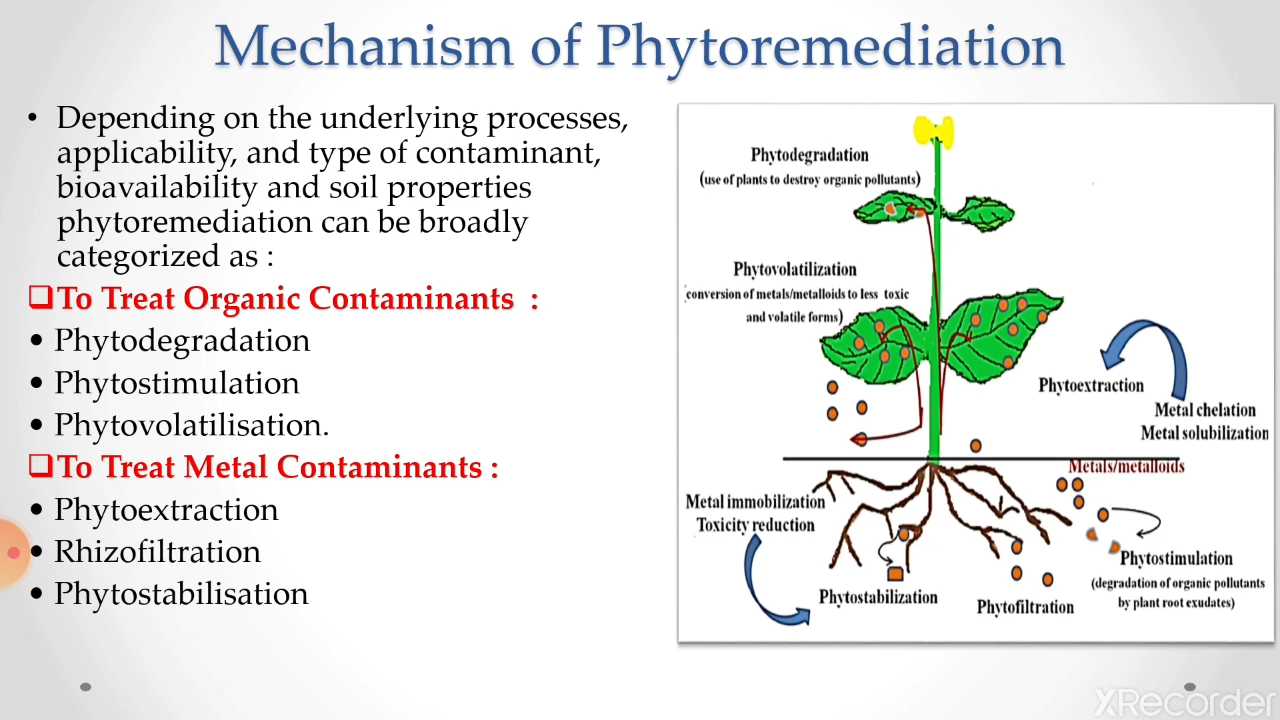 Mechanism of Phytoremediation
• Depending on the underlying processes,
applicability, and type of contaminant,
bioavailability and soil properties
phytoremediation can be broadly
categorized as :
❑To Treat Organic Contaminants :
• Phytodegradation
• Phytostimulation
• Phytovolatilisation.
❑To Treat Metal Contaminants :
• Phytoextraction
• Rhizofiltration
• Phytostabilisation
Phytodegradation
(use of plants to destroy organic pollutants)
Phytovolatilization
(conversion of metals/metalloids to less toxic
and volatile forms)
Phytoextraction
Metal chelation
Metal solubilization
Metals/metalloids
Metal immobilization
Toxicity reduction
Phytostabilization
Phytofiltration
Phytostimulation
(degradation of organic pollutants
by plant root exudates)
XRecorder